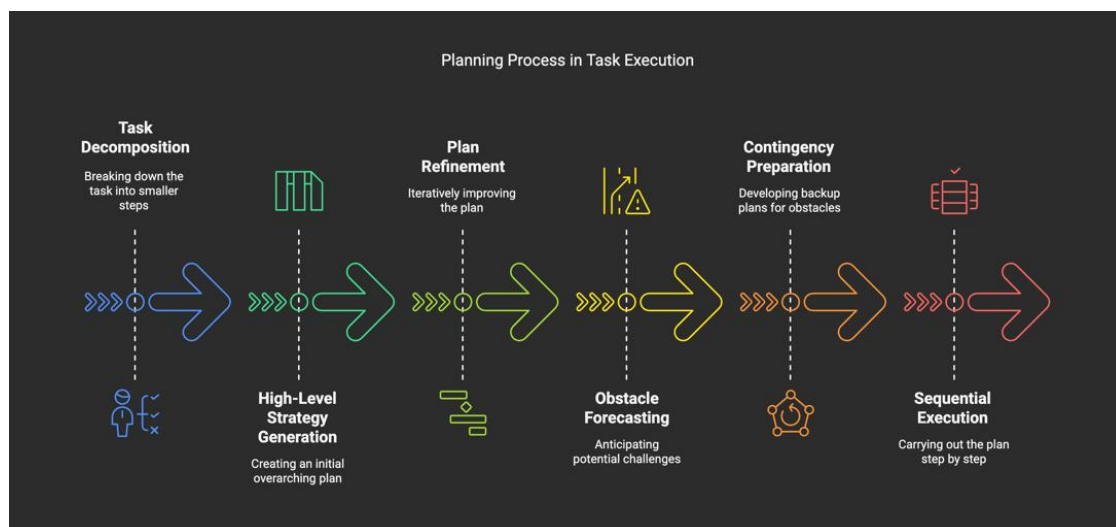 Planning Process in Task Execution
Task
Decomposition
Breaking down the
task into smaller
steps
High-Level
Strategy
Generation
Creating an initial
overarching plan
Plan
Refinement
Iteratively improving
the plan
Obstacle
Forecasting
Anticipating
potential challenges
Contingency
Preparation
Developing backup
plans for obstacles
Sequential
Execution
Carrying out the plan
step by step